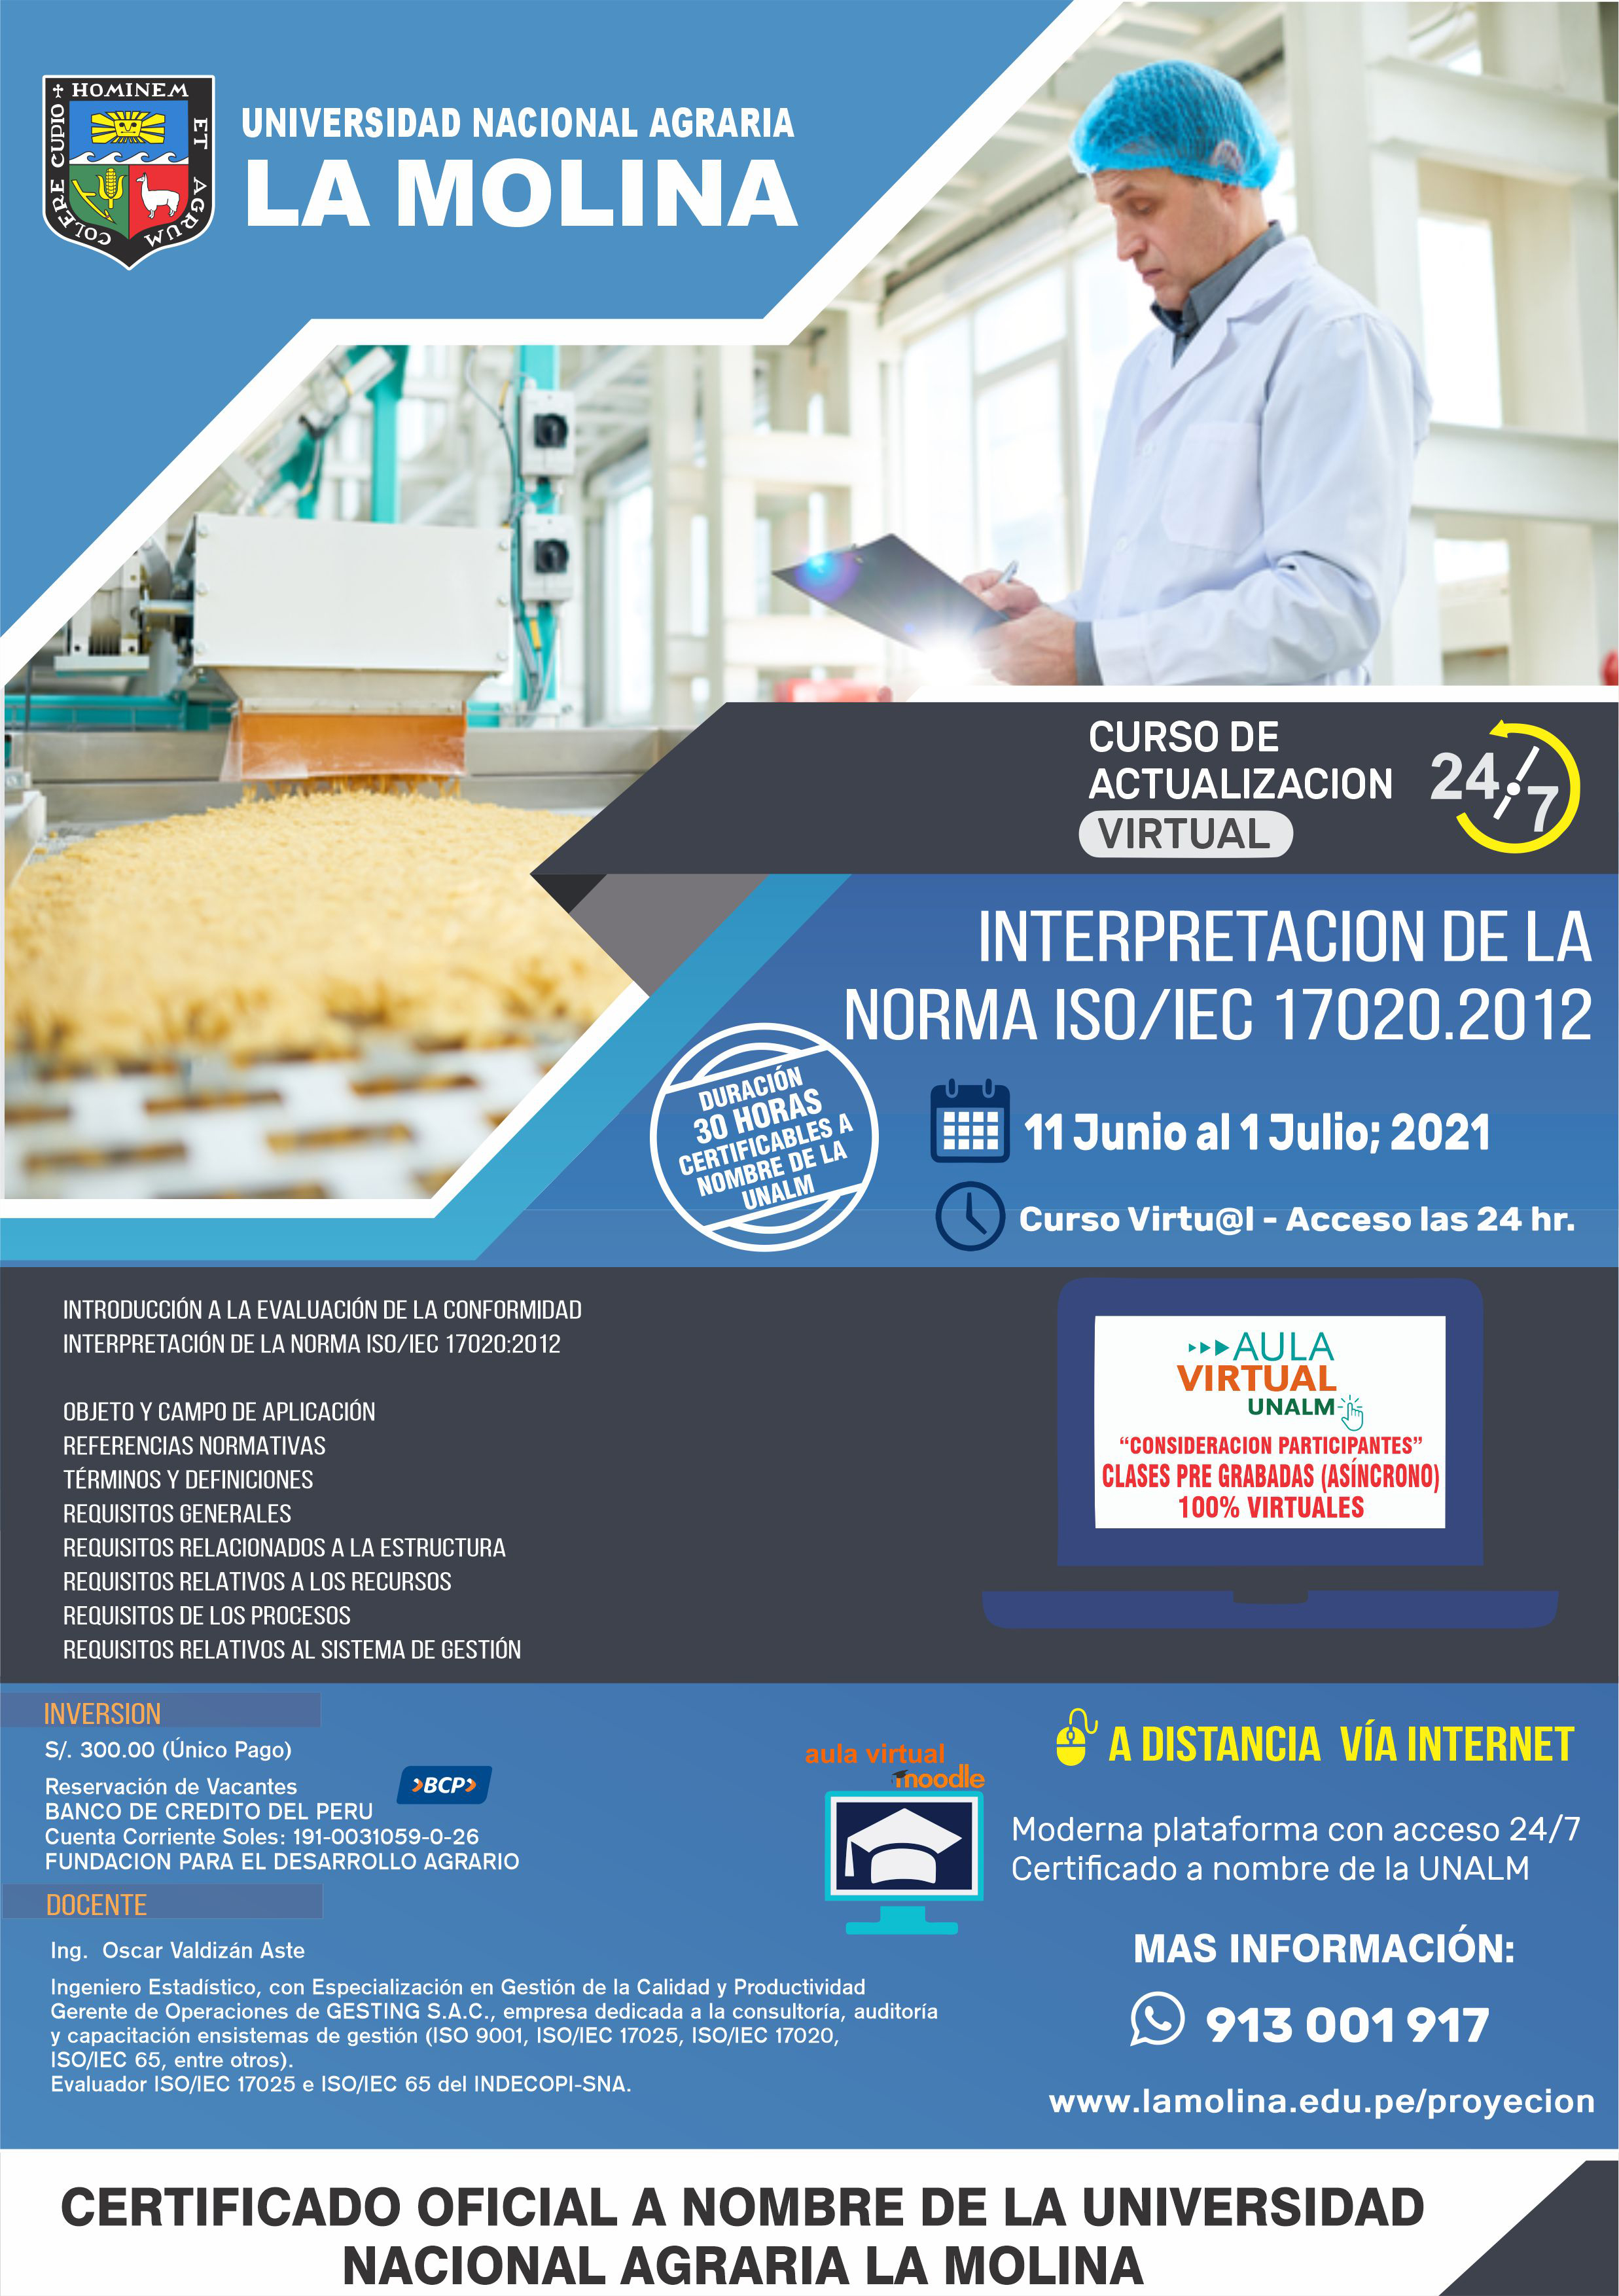 COLERE CUPIO ✝ HOMINEM ET AGRUM
UNIVERSIDAD NACIONAL AGRARIA
LA MOLINA
CURSO DE
ACTUALIZACION
VIRTUAL
24/7
INTERPRETACION DE LA
NORMA ISO/IEC 17020.2012
DURACIÓN
30 HORAS
CERTIFICABLES A
NOMBRE DE LA
UNALM
11 Junio al 1 Julio; 2021
Curso Virtu@l - Acceso las 24 hr.
INTRODUCCIÓN A LA EVALUACIÓN DE LA CONFORMIDAD
INTERPRETACIÓN DE LA NORMA ISO/IEC 17020:2012
OBJETO Y CAMPO DE APLICACIÓN
REFERENCIAS NORMATIVAS
TÉRMINOS Y DEFINICIONES
REQUISITOS GENERALES
REQUISITOS RELACIONADOS A LA ESTRUCTURA
REQUISITOS RELATIVOS A LOS RECURSOS
REQUISITOS DE LOS PROCESOS
REQUISITOS RELATIVOS AL SISTEMA DE GESTIÓN
AULA
VIRTUAL
UNALM
“CONSIDERACION PARTICIPANTES”
CLASES PRE GRABADAS (ASÍNCRONO)
100% VIRTUALES
INVERSION
S/. 300.00 (Único Pago)
Reservación de Vacantes
BCP
BANCO DE CREDITO DEL PERU
Cuenta Corriente Soles: 191-0031059-0-26
FUNDACION PARA EL DESARROLLO AGRARIO
DOCENTE
Ing. Oscar Valdizán Aste
Ingeniero Estadístico, con Especialización en Gestión de la Calidad y Productividad
Gerente de Operaciones de GESTING S.A.C., empresa dedicada a la consultoría, auditoría
y capacitación ensistemas de gestión (ISO 9001, ISO/IEC 17025, ISO/IEC 17020,
ISO/IEC 65, entre otros).
Evaluador ISO/IEC 17025 e ISO/IEC 65 del INDECOPI-SNA.
aula virtual
moodle
A DISTANCIA VÍA INTERNET
Moderna plataforma con acceso 24/7
Certificado a nombre de la UNALM
MAS INFORMACIÓN:
913 001 917
www.lamolina.edu.pe/proyecion
CERTIFICADO OFICIAL A NOMBRE DE LA UNIVERSIDAD
NACIONAL AGRARIA LA MOLINA